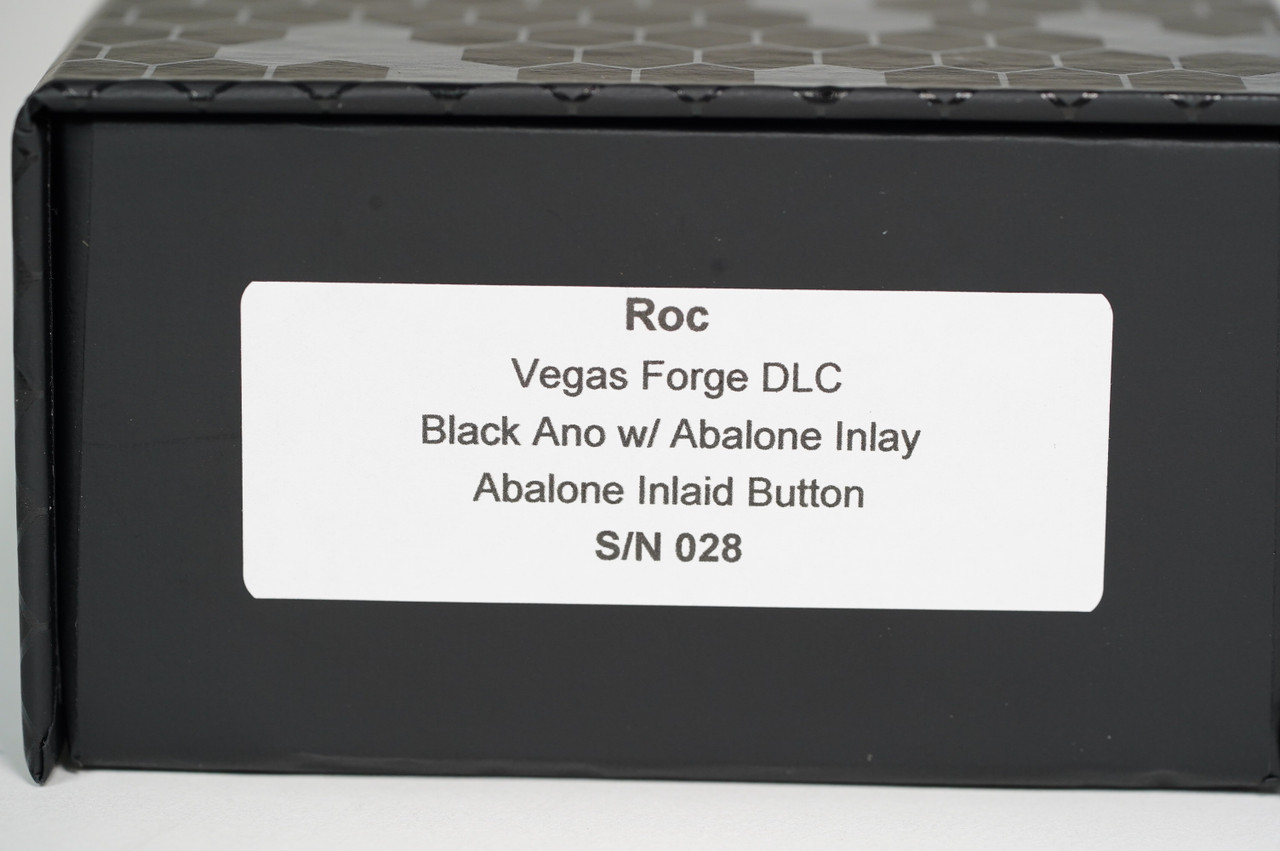 Roc
Vegas Forge DLC
Black Ano w/ Abalone Inlay
Abalone Inlaid Button
S/N 028